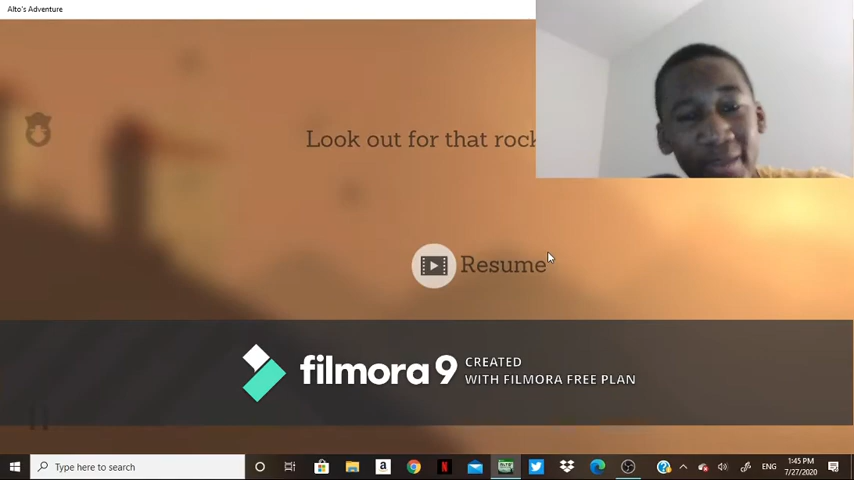 Alto's Adventure
Look out for that rock
Resume
filmora 9
CREATED
WITH FILMORA FREE PLAN
Type here to search
ENG
1:45 PM
7/27/2020